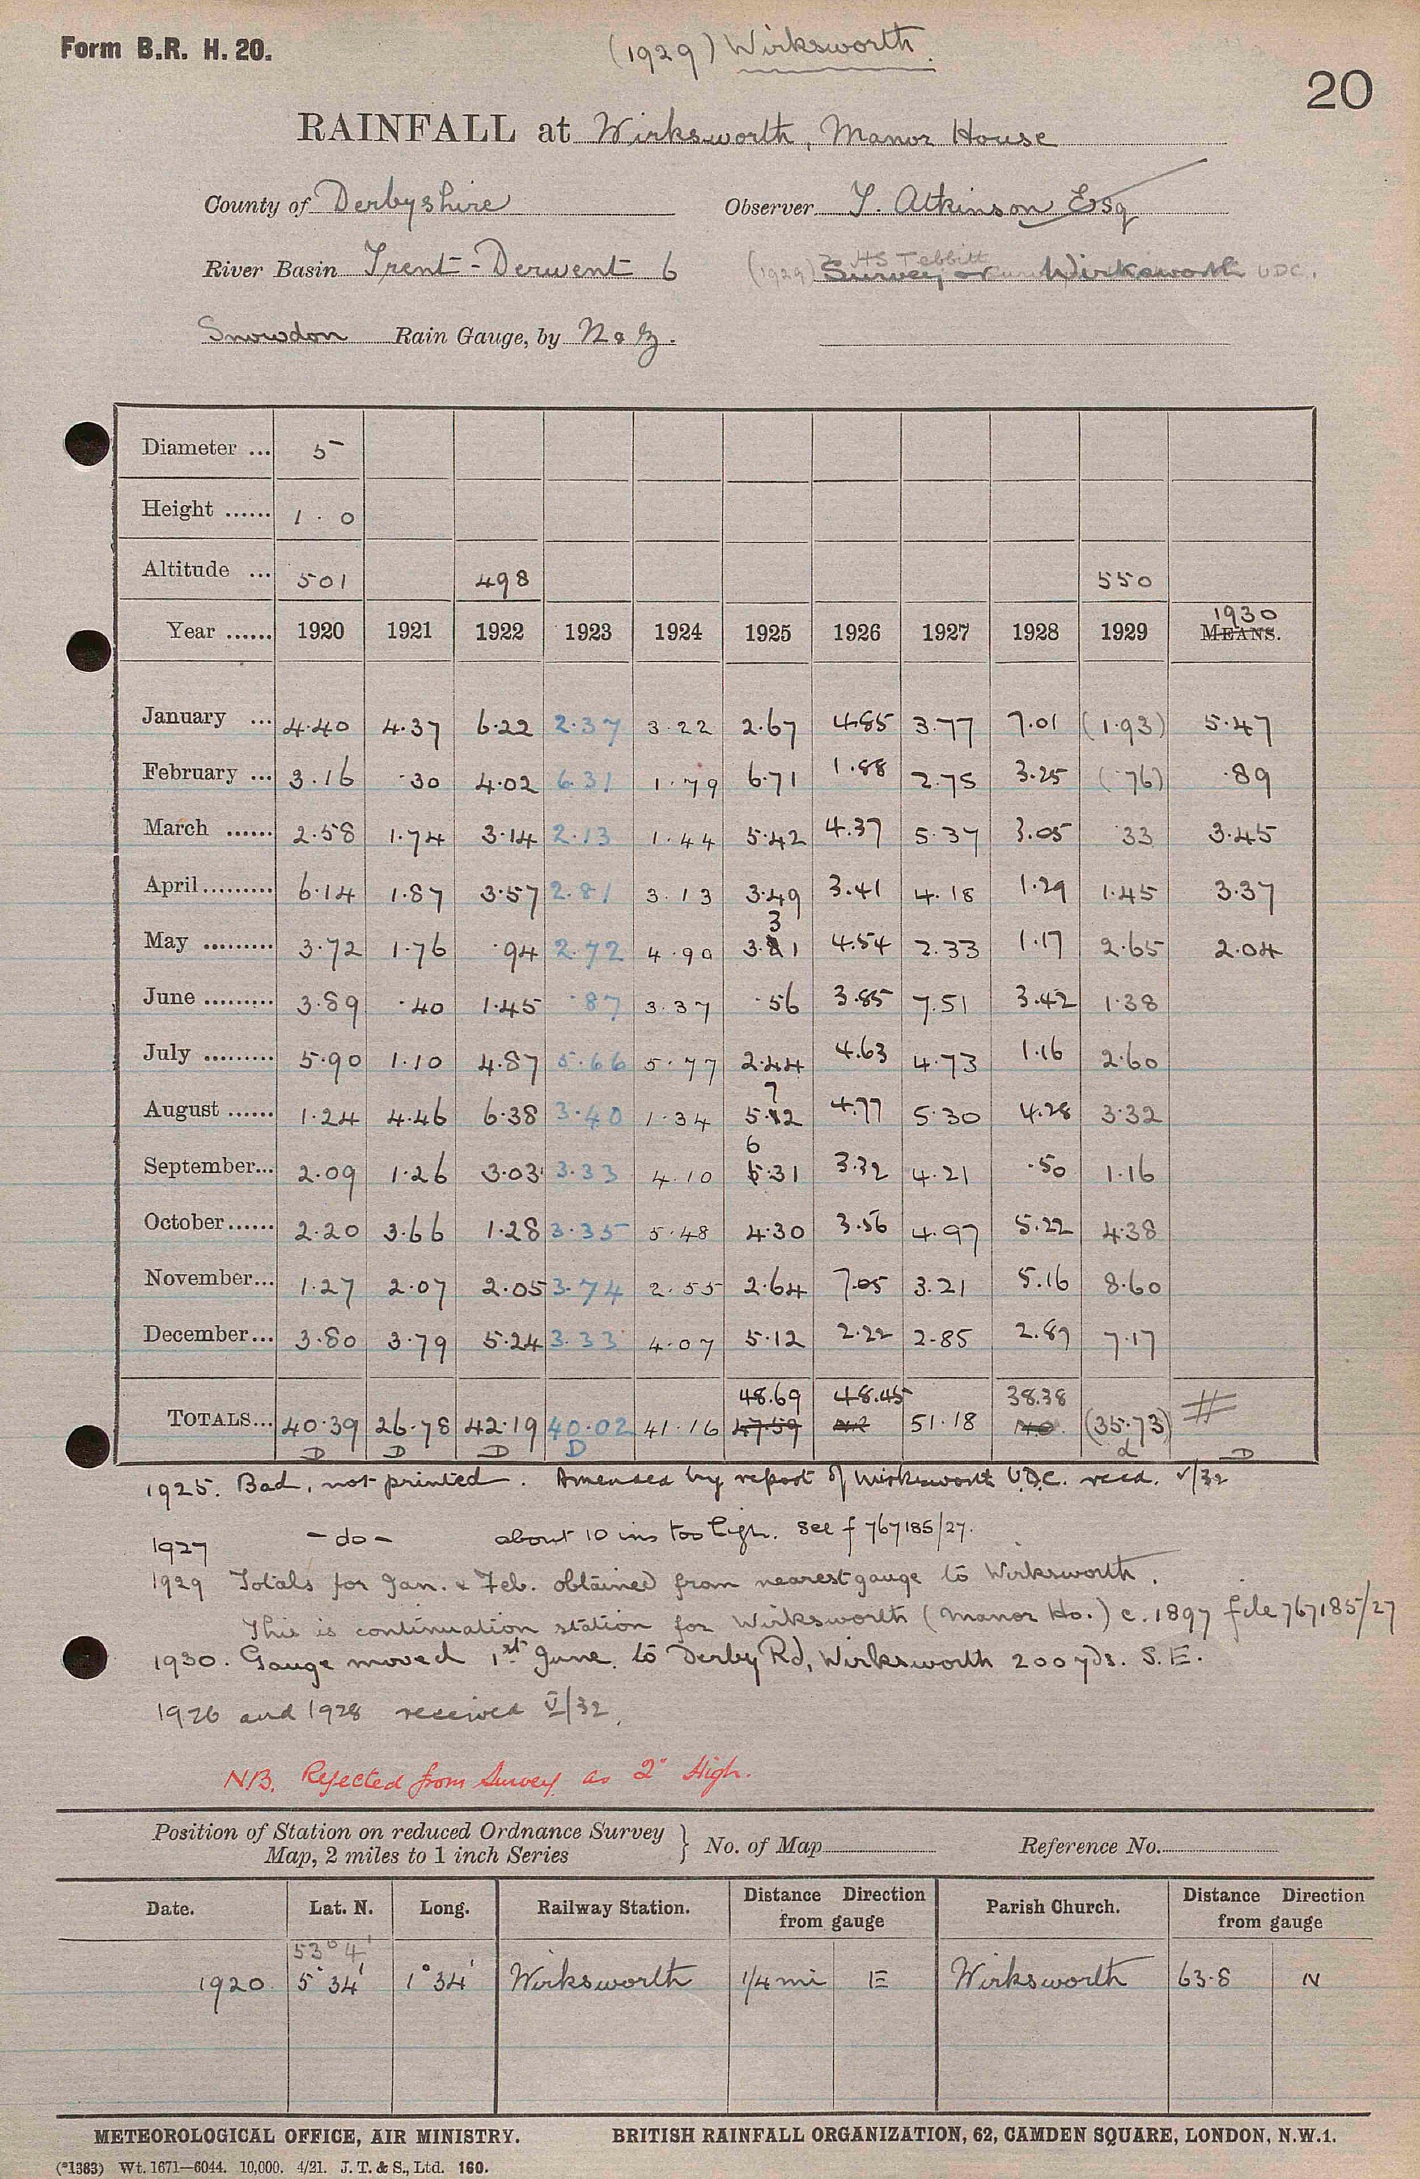 Form B.R. H. 20.
(1929) Wirksworth.
20
RAINFALL at Wirksworth, Manor House
County of Derbyshire Observer T. Atkinson Esq
River Basin Trent - Derwent 6 (1929) HS Tebbitt Surveyor Wirksworth UDC.
Snowdon Rain Gauge, by N & Z.
Diameter ... 5
Height ...... 1 . 0
Altitude ... 501 498 550
Year ...... 1920 1921 1922 1923 1924 1925 1926 1927 1928 1929 1930 MEANS.
January ... 4.40 4.37 6.22 2.37 3.22 2.67 4.85 3.77 7.01 (1.93) 5.47
February ... 3.16 .30 4.02 6.31 1.79 6.71 1.88 2.75 3.25 (.76) .89
March ...... 2.58 1.74 3.14 2.13 1.44 5.42 4.37 5.37 3.05 .33 3.45
April ......... 6.14 1.87 3.57 2.81 3.13 3.49 3.41 4.18 1.29 1.45 3.37
May ......... 3.72 1.76 .94 2.72 4.90 3.31 4.54 2.33 1.17 2.65 2.04
June ......... 3.89 .40 1.45 .87 3.37 .56 3.85 7.51 3.42 1.38
July ......... 5.90 1.10 4.87 5.66 5.77 2.44 4.63 4.73 1.16 2.60
August ...... 1.24 4.46 6.38 3.40 1.34 5.72 4.77 5.30 4.28 3.32
September... 2.09 1.26 3.03 3.33 4.10 6.31 3.32 4.21 .50 1.16
October ...... 2.20 3.66 1.28 3.35 5.48 4.30 3.56 4.97 5.22 4.38
November... 1.27 2.07 2.05 3.74 2.55 2.64 7.05 3.21 5.16 8.60
December... 3.80 3.79 5.24 3.33 4.07 5.12 2.22 2.85 2.87 7.17
48.69 48.45 38.38
TOTALS... 40.39 26.78 42.19 40.02 41.16 47.59 51.18 (35.73)
D D D D d D
1925. Bad, not printed. Amended by report of Wirksworth U.D.C. recd. V/32
1927 - do - about 10 ins too high. see f 767185/27.
1929 Totals for Jan. & Feb. obtained from nearest gauge to Wirksworth.
This is continuation station for Wirksworth (Manor Ho.) c. 1897 file 767185/27
1930. Gauge moved 1st June. to Derby Rd, Wirksworth 200 yds. S.E.
1926 and 1928 received V/32.
N.B. Rejected from Survey as 2" High.
Position of Station on reduced Ordnance Survey Map, 2 miles to 1 inch Series } No. of Map Reference No.
Date. Lat. N. Long. Railway Station. Distance Direction from gauge Parish Church. Distance Direction from gauge
53° 4'
1920. 5° 34' 1° 34' Wirksworth 1/4 mi E Wirksworth 63.8 N
METEOROLOGICAL OFFICE, AIR MINISTRY. BRITISH RAINFALL ORGANIZATION, 62, CAMDEN SQUARE, LONDON, N.W.1.
(*1383) Wt. 1671—6044. 10,000. 4/21. J. T. & S., Ltd. 160.